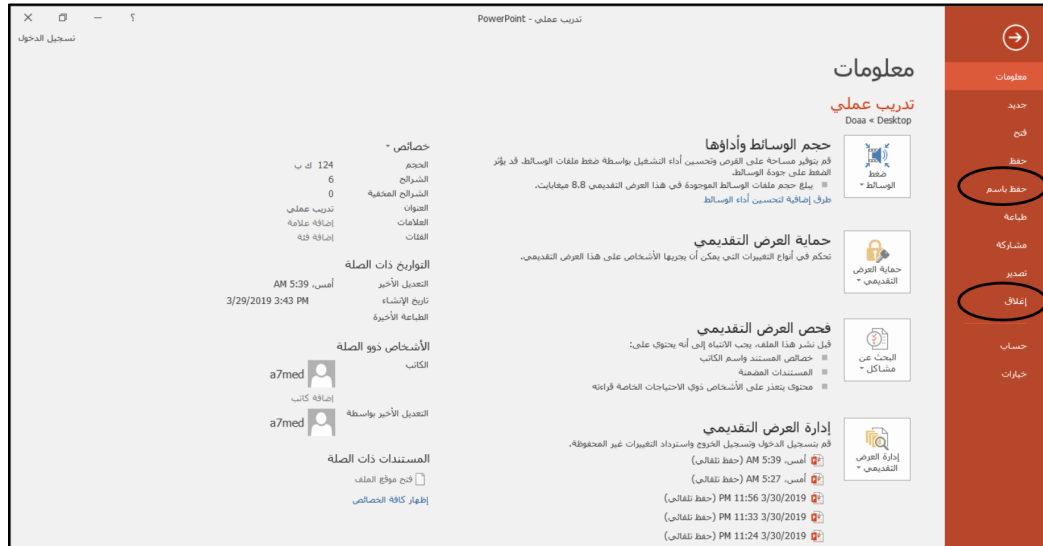 تدريب عملي - PowerPoint
؟
تسجيل الدخول
معلومات
جديد
فتح
حفظ
حفظ باسم
طباعة
مشاركة
تصدير
إغلاق
حساب
خيارات
معلومات
تدريب عملي
Doaa « Desktop
ضغط
الوسائط
حجم الوسائط وأداؤها
قم بتوفير مساحة على القرص وتحسين أداء التشغيل بواسطة ضغط ملفات الوسائط. قد يؤثر
الضغط على جودة الوسائط.
يبلغ حجم ملفات الوسائط الموجودة في هذا العرض التقديمي 8.8 ميغابايت.
طرق إضافية لتحسين أداء الوسائط
حماية العرض
التقديمي
حماية العرض التقديمي
تحكم في أنواع التغييرات التي يمكن أن يجريها الأشخاص على هذا العرض التقديمي.
البحث عن
مشاكل
فحص العرض التقديمي
قبل نشر هذا الملف، يجب الانتباه إلى أنه يحتوي على:
خصائص المستند واسم الكاتب
المستندات المضمنة
محتوى يتعذر على الأشخاص ذوي الاحتياجات الخاصة قراءته
إدارة العرض
التقديمي
إدارة العرض التقديمي
قم بتسجيل الدخول وتسجيل الخروج واسترداد التغييرات غير المحفوظة.
أمس، 5:39 AM (حفظ تلقائي)
أمس، 5:27 AM (حفظ تلقائي)
3/30/2019 11:56 PM (حفظ تلقائي)
3/30/2019 11:33 PM (حفظ تلقائي)
3/30/2019 11:24 PM (حفظ تلقائي)
خصائص
الحجم 124 ك ب
الشرائح 6
الشرائح المخفية 0
العنوان تدريب عملي
العلامات إضافة علامة
الفئات إضافة فئة
التواريخ ذات الصلة
التعديل الأخير أمس، 5:39 AM
تاريخ الإنشاء 3/29/2019 3:43 PM
الطباعة الأخيرة
الأشخاص ذوو الصلة
الكاتب a7med
إضافة كاتب
التعديل الأخير بواسطة a7med
المستندات ذات الصلة
فتح موقع الملف
إظهار كافة الخصائص